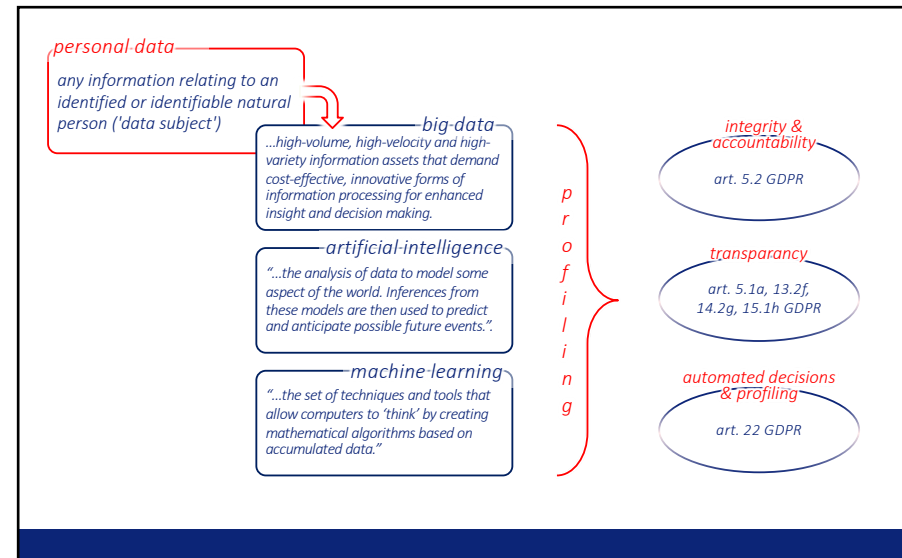 personal data
any information relating to an
identified or identifiable natural
person ('data subject')
big data
...high-volume, high-velocity and high-
variety information assets that demand
cost-effective, innovative forms of
information processing for enhanced
insight and decision making.
artificial intelligence
“...the analysis of data to model some
aspect of the world. Inferences from
these models are then used to predict
and anticipate possible future events.”.
machine learning
“...the set of techniques and tools that
allow computers to ‘think’ by creating
mathematical algorithms based on
accumulated data.”
profiling
integrity &
accountability
art. 5.2 GDPR
transparancy
art. 5.1a, 13.2f,
14.2g, 15.1h GDPR
automated decisions
& profiling
art. 22 GDPR